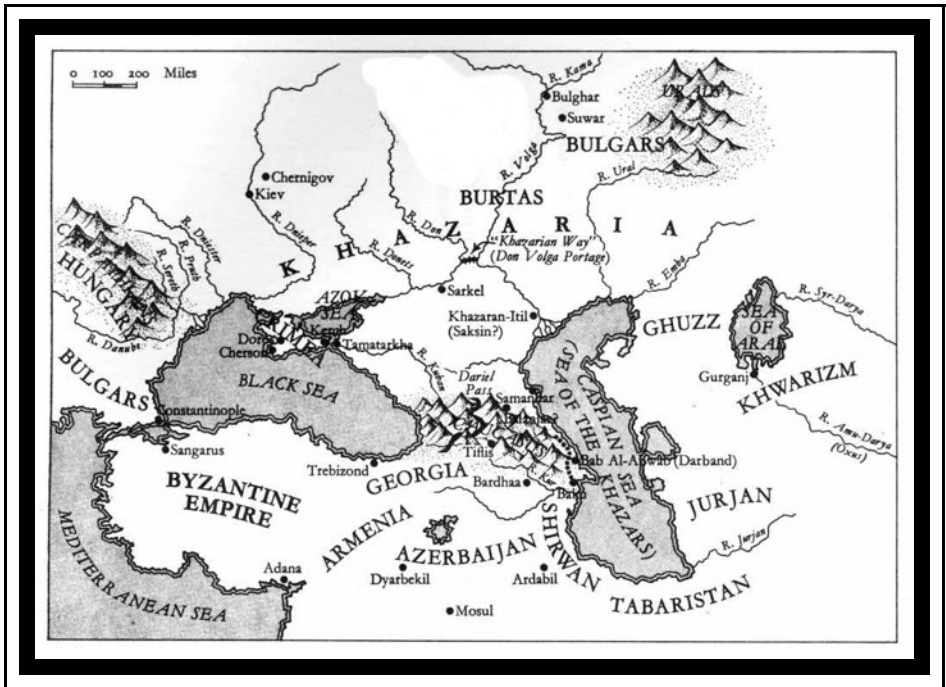 0 100 200 Miles
R. Kama
Bulghar
Suwar
URALS
BULGARS
R. Volga
R. Ural
Chernigov
Kiev
BURTAS
R. Dnieper
R. Don
R. Donetz
KHAZARIA
"Khazarian Way"
(Don Volga Portage)
R. Emba
R. Dniester
R. Pruth
R. Sereth
HUNGARY
R. Danube
Sarkel
AZOV
SEA
Khazaran-Itil
(Saksin?)
GHUZZ
SEA
OF
ARAL
R. Syr-Darya
CRIMEA
Kerch
Doros
Cherson
Tamatarkha
R. Kuban
Dariel
Pass
Gurganj
KHWARIZM
BULGARS
BLACK SEA
Samandar
CASPIAN SEA
(SEA OF THE KHAZARS)
R. Amu-Darya
(Oxus)
Constantinople
Sangarus
Tiflis
Bab Al-Abwab (Darband)
Trebizond
GEORGIA
R. Kur
Bardhaa
Baku
BYZANTINE
EMPIRE
JURJAN
ARMENIA
AZERBAIJAN
SHIRWAN
R. Jurjan
MEDITERRANEAN SEA
Adana
Dyarbekil
Ardabil
TABARISTAN
Mosul